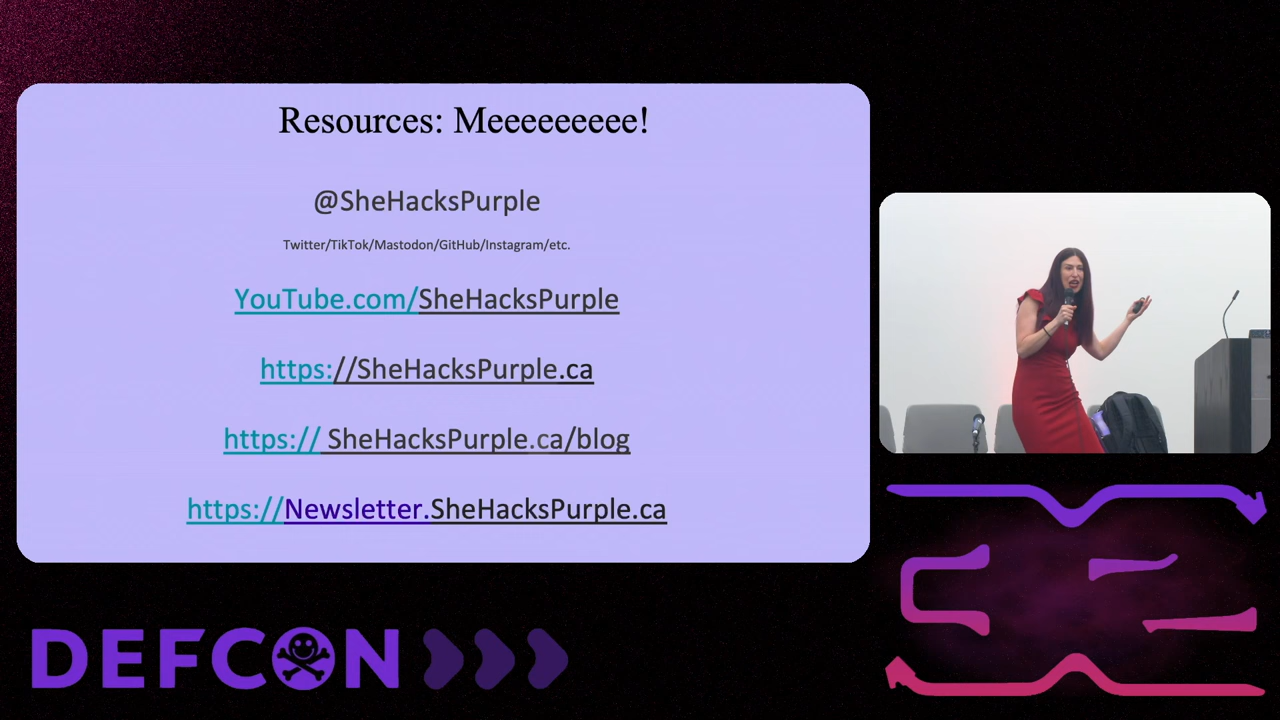 Resources: Meeeeeeeee!
@SheHacksPurple
Twitter/TikTok/Mastodon/GitHub/Instagram/etc.
YouTube.com/SheHacksPurple
https://SheHacksPurple.ca
https:// SheHacksPurple.ca/blog
https://Newsletter.SheHacksPurple.ca
DEFCON